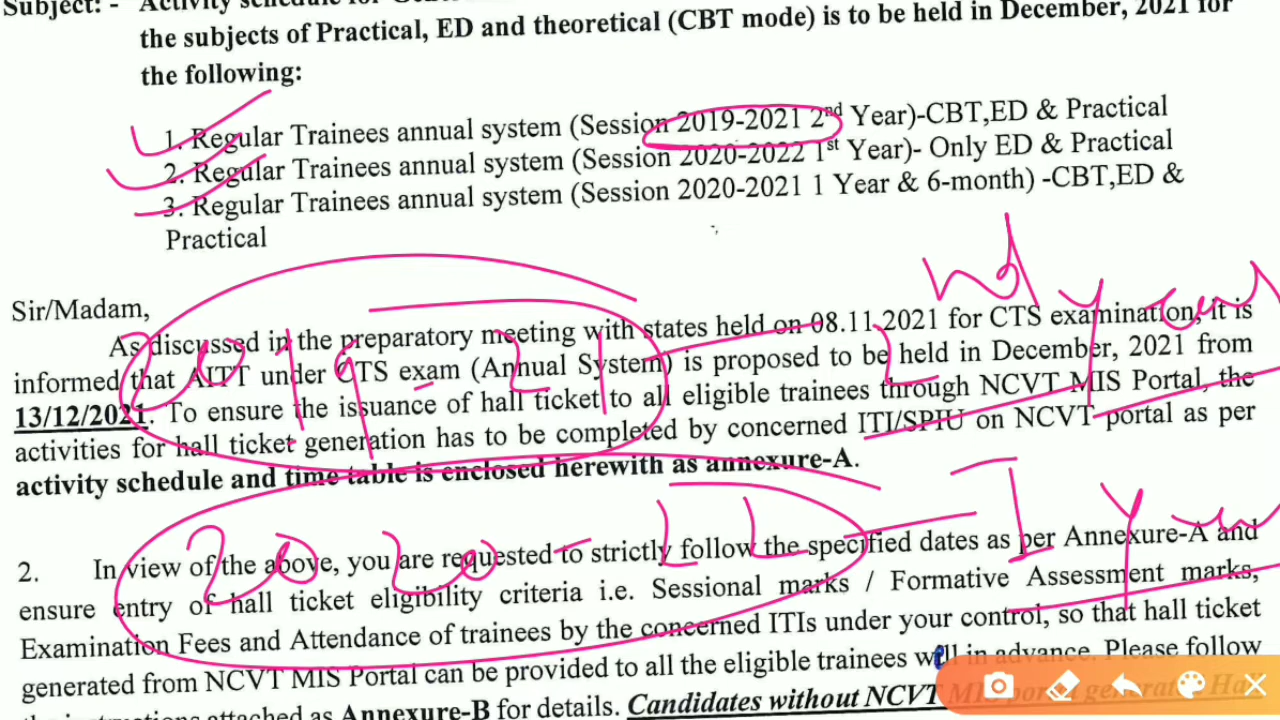 Subject: - Activity schedule for
the subjects of Practical, ED and theoretical (CBT mode) is to be held in December, 2021 for
the following:
1. Regular Trainees annual system (Session 2019-2021 2nd Year)-CBT,ED & Practical
2. Regular Trainees annual system (Session 2020-2022 1st Year)- Only ED & Practical
3. Regular Trainees annual system (Session 2020-2021 1 Year & 6-month) -CBT,ED &
Practical
Sir/Madam,
As discussed in the preparatory meeting with states held on 08.11.2021 for CTS examination, it is
informed that AITT under CTS exam (Annual System) is proposed to be held in December, 2021 from
13/12/2021. To ensure the issuance of hall ticket to all eligible trainees through NCVT MIS Portal, the
activities for hall ticket generation has to be completed by concerned ITI/SPIU on NCVT portal as per
activity schedule and time table is enclosed herewith as annexure-A.
2019-21 2nd Year
2. In view of the above, you are requested to strictly follow the specified dates as per Annexure-A and
ensure entry of hall ticket eligibility criteria i.e. Sessional marks / Formative Assessment marks,
Examination Fees and Attendance of trainees by the concerned ITIs under your control, so that hall ticket
generated from NCVT MIS Portal can be provided to all the eligible trainees well in advance. Please follow
the instructions attached as Annexure-B for details. Candidates without NCVT MIS portal generated Ha
2020-22 I Year